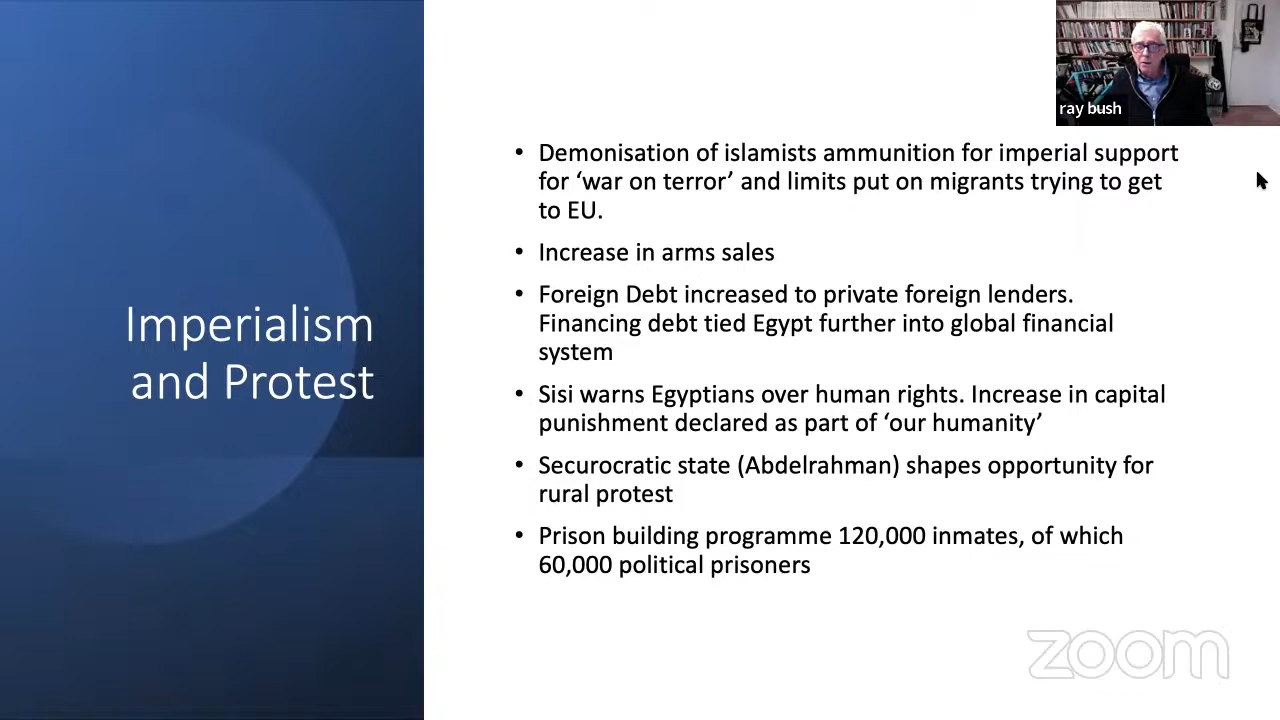 ray bush
Imperialism
and Protest
• Demonisation of islamists ammunition for imperial support
for ‘war on terror’ and limits put on migrants trying to get
to EU.
• Increase in arms sales
• Foreign Debt increased to private foreign lenders.
Financing debt tied Egypt further into global financial
system
• Sisi warns Egyptians over human rights. Increase in capital
punishment declared as part of ‘our humanity’
• Securocratic state (Abdelrahman) shapes opportunity for
rural protest
• Prison building programme 120,000 inmates, of which
60,000 political prisoners
zoom